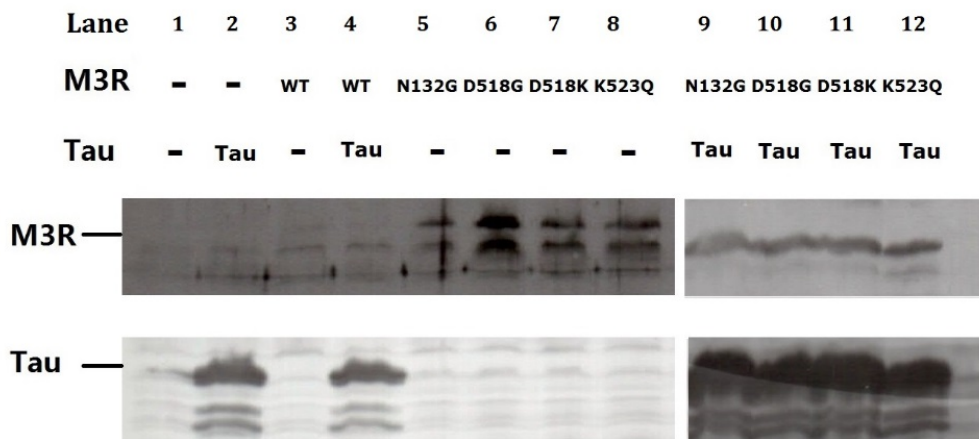 Lane 1 2 3 4 5 6 7 8 9 10 11 12
M3R - - WT WT N132G D518G D518K K523Q N132G D518G D518K K523Q
Tau - Tau - Tau - - - - Tau Tau Tau Tau
M3R
Tau